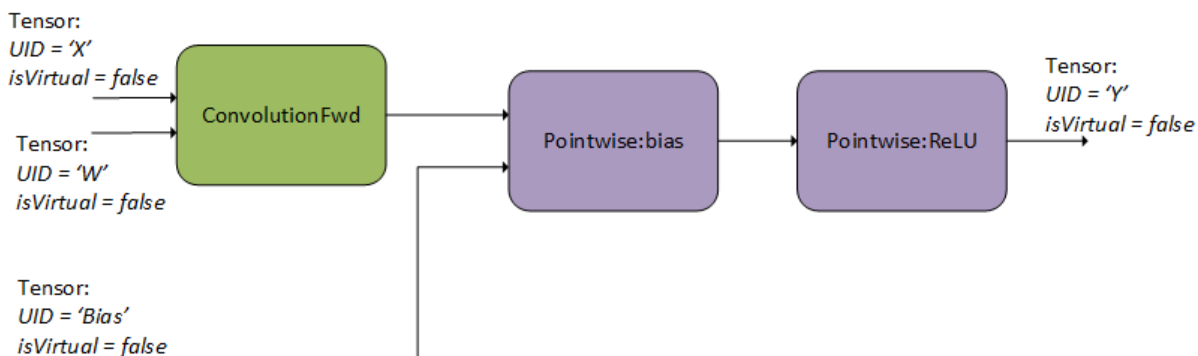 Tensor:
UID = ‘X’
isVirtual = false
Tensor:
UID = ‘W’
isVirtual = false
ConvolutionFwd
Pointwise:bias
Pointwise:ReLU
Tensor:
UID = ‘Y’
isVirtual = false
Tensor:
UID = ‘Bias’
isVirtual = false